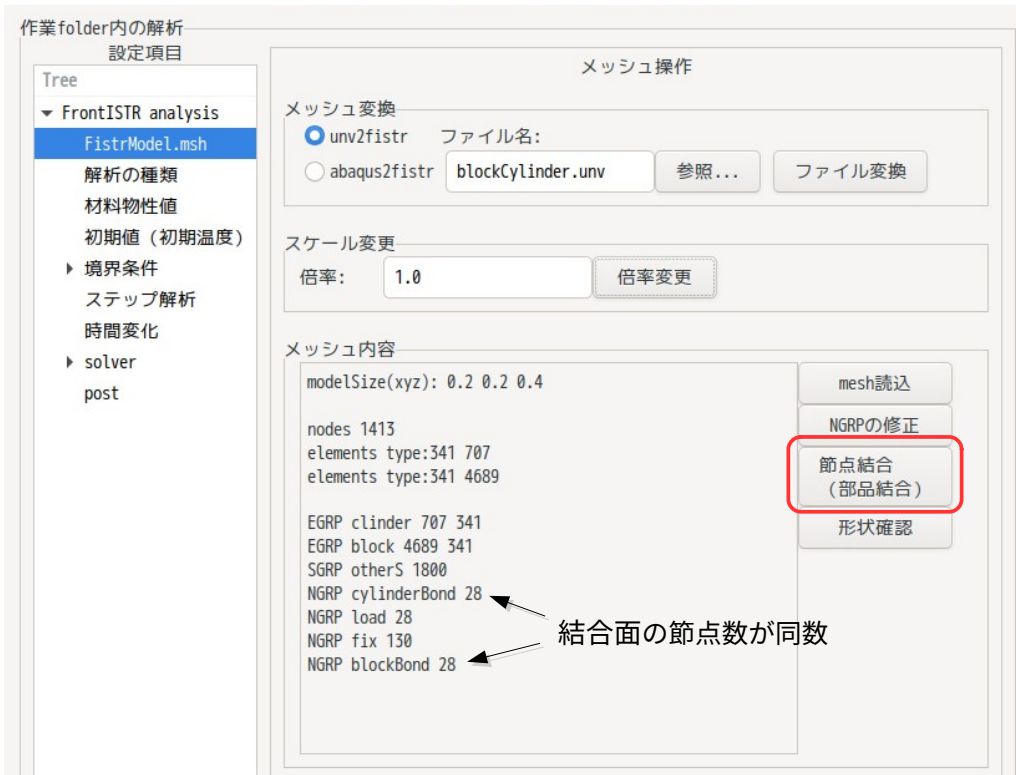 作業folder内の解析
設定項目
Tree
FrontISTR analysis
FistrModel.msh
解析の種類
材料物性値
初期値（初期温度）
境界条件
ステップ解析
時間変化
solver
post
メッシュ操作
メッシュ変換
unv2fistr ファイル名:
abaqus2fistr blockCylinder.unv 参照... ファイル変換
スケール変更
倍率: 1.0 倍率変更
メッシュ内容
modelSize(xyz): 0.2 0.2 0.4
nodes 1413
elements type:341 707
elements type:341 4689
EGRP clinder 707 341
EGRP block 4689 341
SGRP otherS 1800
NGRP cylinderBond 28
NGRP load 28
NGRP fix 130
NGRP blockBond 28
結合面の節点数が同数
mesh読込
NGRPの修正
節点結合
（部品結合）
形状確認